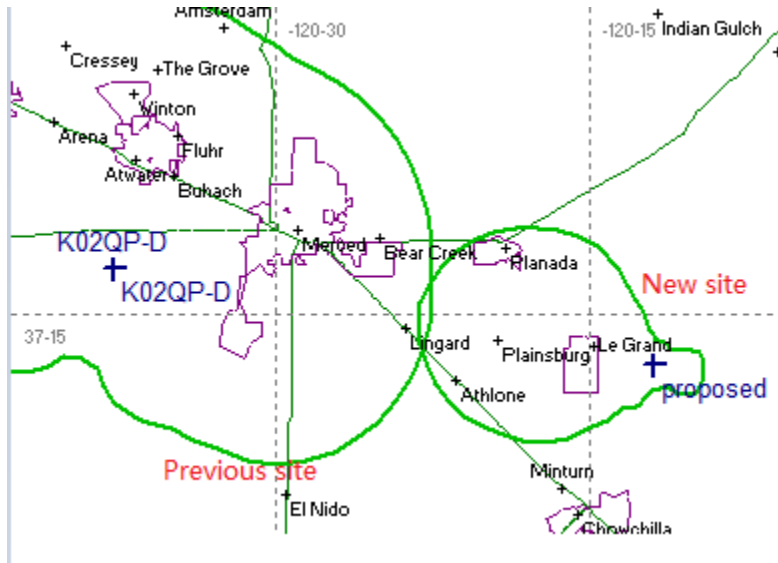 Amsterdam
-120-30
-120-15
Indian Gulch
Cressey
The Grove
Winton
Arena
Fluhr
Atwater
Buhach
K02QP-D
K02QP-D
Merced
Bear Creek
Planada
New site
37-15
Lingard
Plainsburg
Le Grand
proposed
Athlone
Previous site
Minturn
El Nido
Chowchilla